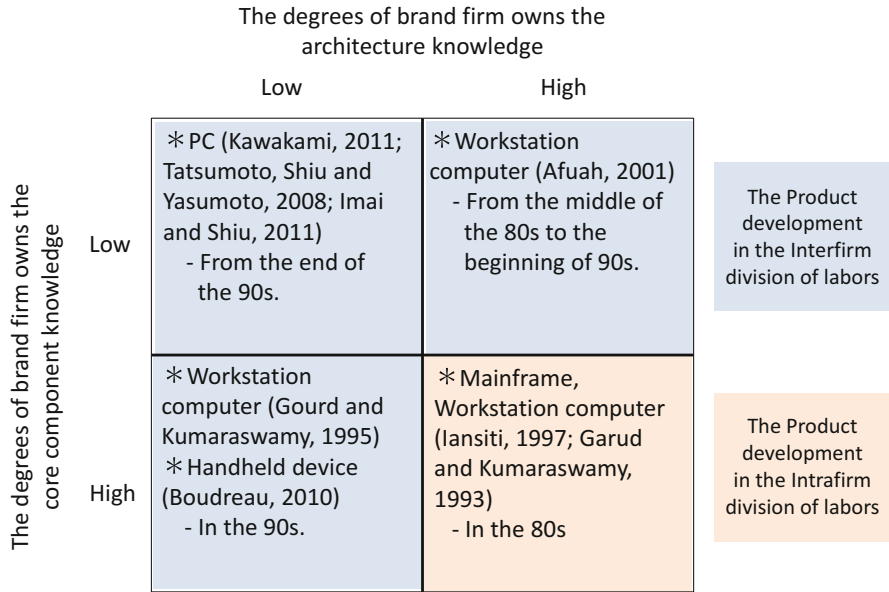 The degrees of brand firm owns the
architecture knowledge
Low
High
The degrees of brand firm owns the
core component knowledge
Low
＊PC (Kawakami, 2011;
Tatsumoto, Shiu and
Yasumoto, 2008; Imai
and Shiu, 2011)
- From the end of
the 90s.
＊Workstation
computer (Afuah, 2001)
- From the middle of
the 80s to the
beginning of 90s.
The Product
development
in the Interfirm
division of labors
High
＊Workstation
computer (Gourd and
Kumaraswamy, 1995)
＊Handheld device
(Boudreau, 2010)
- In the 90s.
＊Mainframe,
Workstation computer
(Iansiti, 1997; Garud
and Kumaraswamy,
1993)
- In the 80s
The Product
development
in the Intrafirm
division of labors